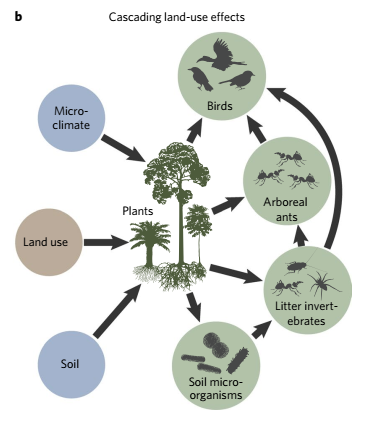 b
Cascading land-use effects
Birds
Micro-
climate
Arboreal
ants
Plants
Land use
Litter invert-
ebrates
Soil
Soil micro-
organisms